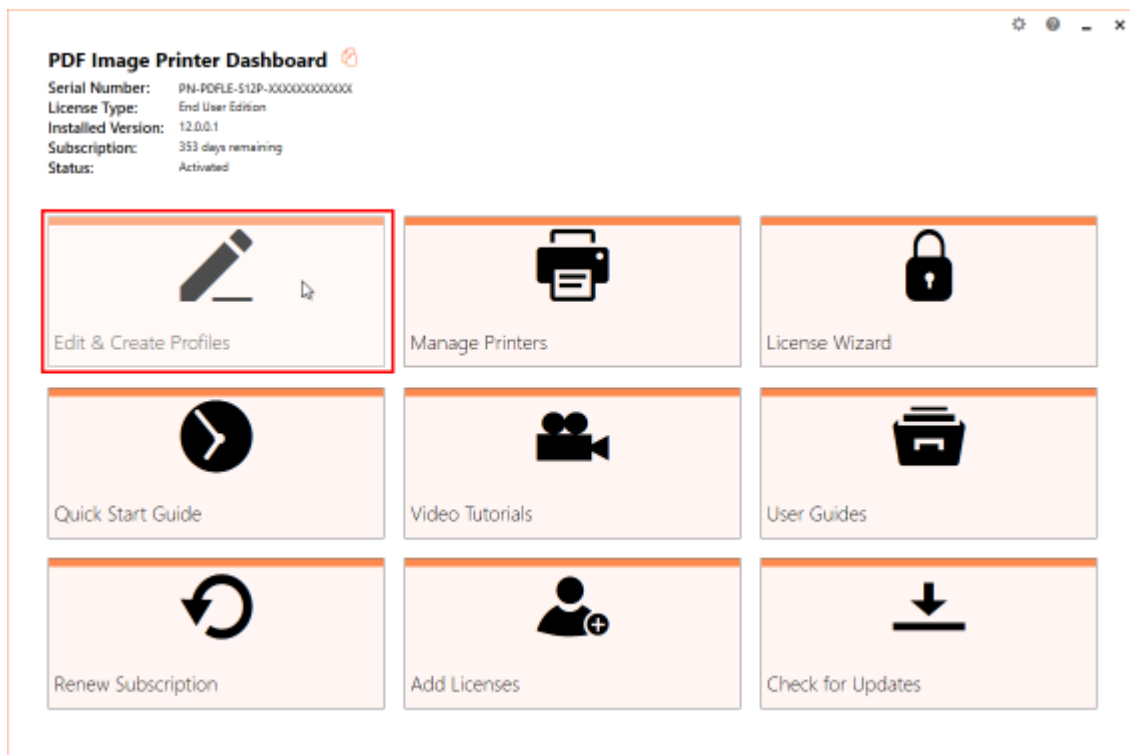 PDF Image Printer Dashboard
Serial Number: PN-PDFLE-S12P-XXXXXXXXXXXX
License Type: End User Edition
Installed Version: 12.0.0.1
Subscription: 353 days remaining
Status: Activated
Edit & Create Profiles
Manage Printers
License Wizard
Quick Start Guide
Video Tutorials
User Guides
Renew Subscription
Add Licenses
Check for Updates